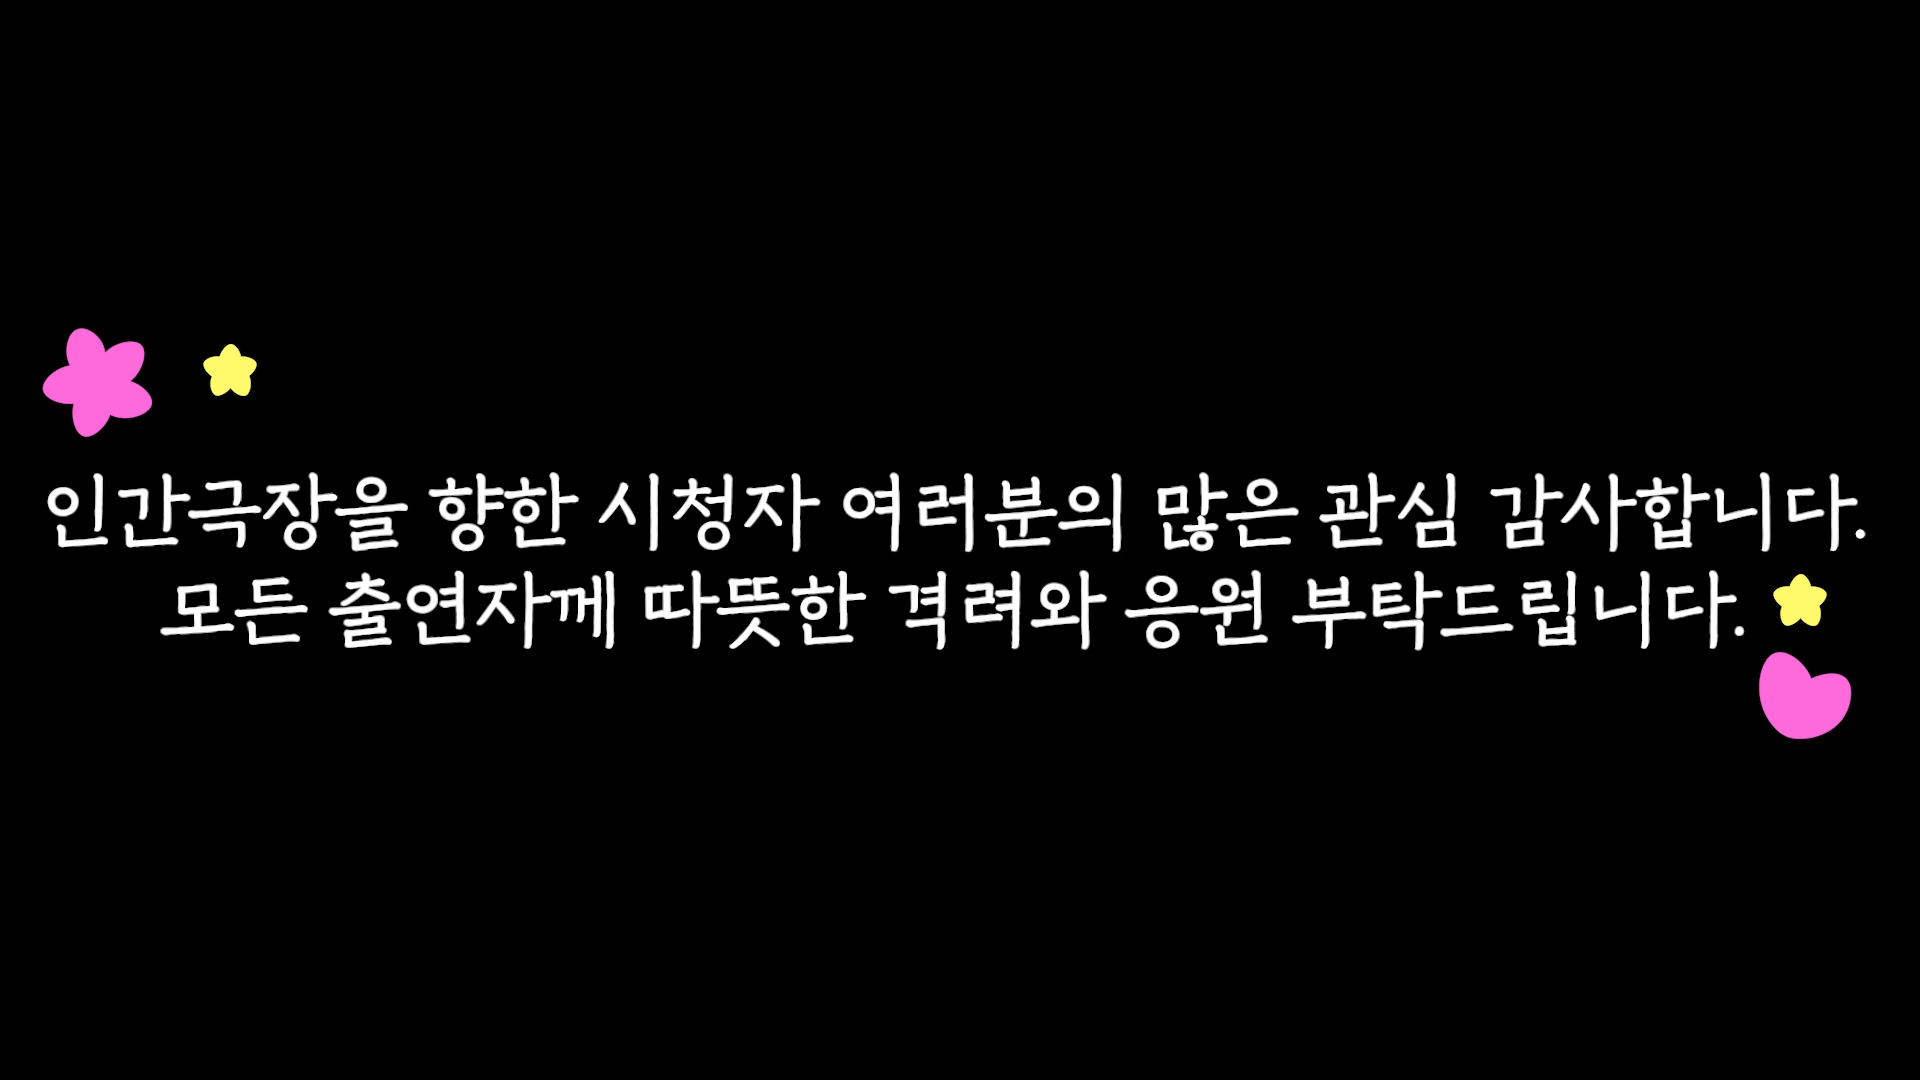 인간극장을 향한 시청자 여러분의 많은 관심 감사합니다.
모든 출연자께 따뜻한 격려와 응원 부탁드립니다.